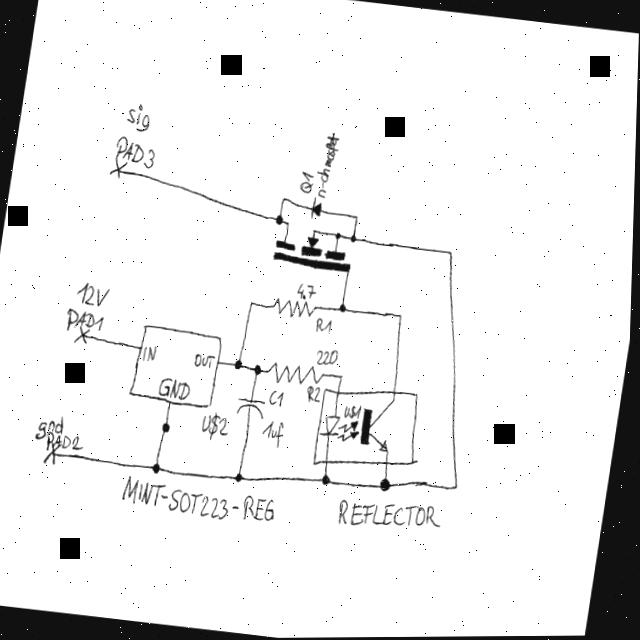 sig
PAD3
Q1
n-chmosfet
12V
PAD1
4.7
R1
IN
OUT
GND
220
R2
C1
1uf
U$2
U$1
gnd
PAD2
MINT-SOT223-REG
REFLECTOR